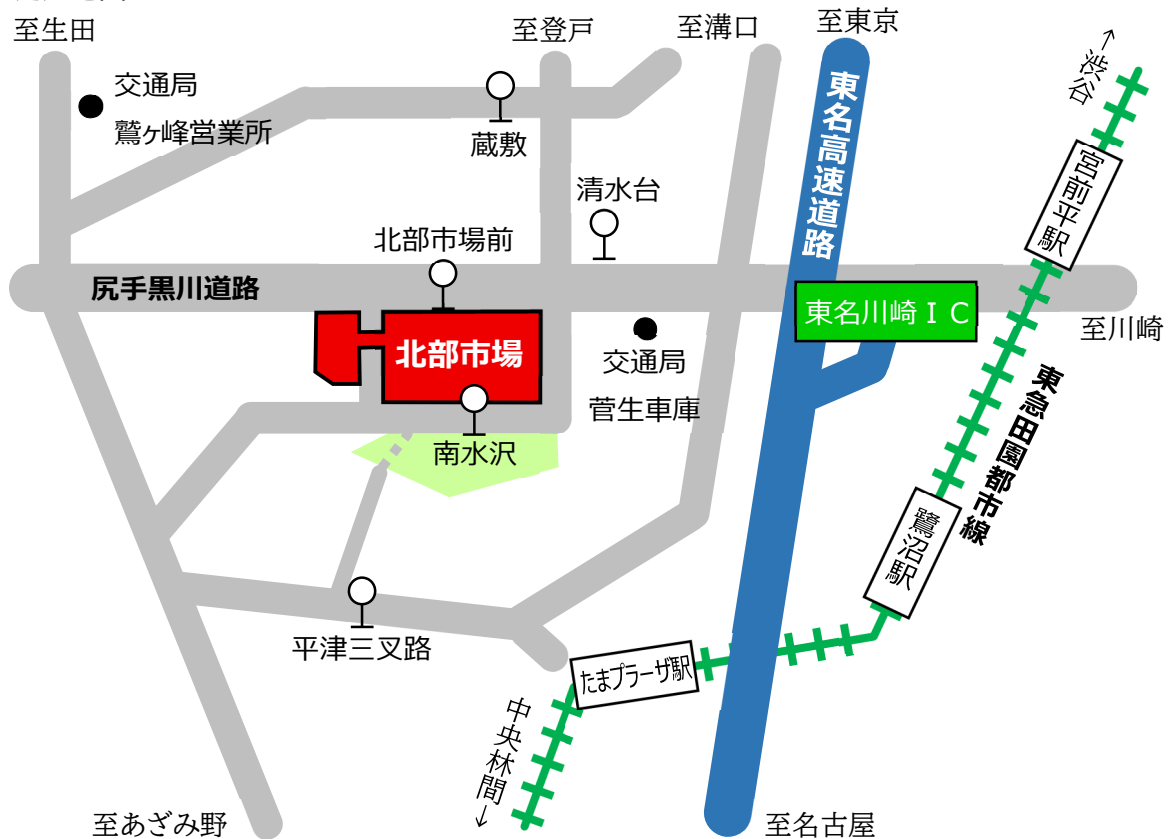 至生田
至登戸
至溝口
至東京
←渋谷
交通局
鷲ヶ峰営業所
蔵敷
東名高速道路
宮前平駅
清水台
北部市場前
尻手黒川道路
東名川崎IC
至川崎
北部市場
交通局
菅生車庫
東急田園都市線
南水沢
鷺沼駅
平津三叉路
たまプラーザ駅
中央林間→
至あざみ野
至名古屋